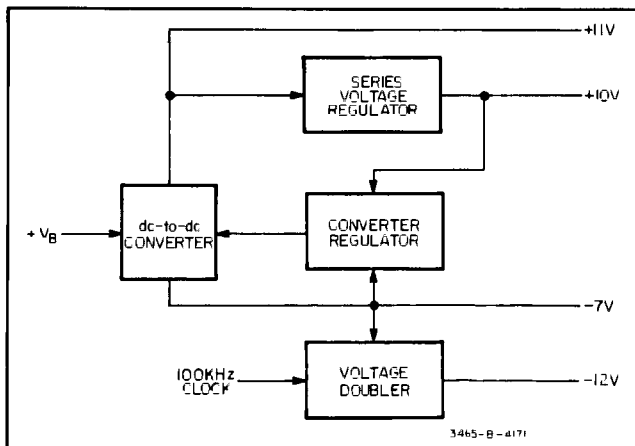 +11V
SERIES
VOLTAGE
REGULATOR
+10V
dc-to-dc
CONVERTER
+ VB
CONVERTER
REGULATOR
-7V
100KHz
CLOCK
VOLTAGE
DOUBLER
-12V
3465-B-4171